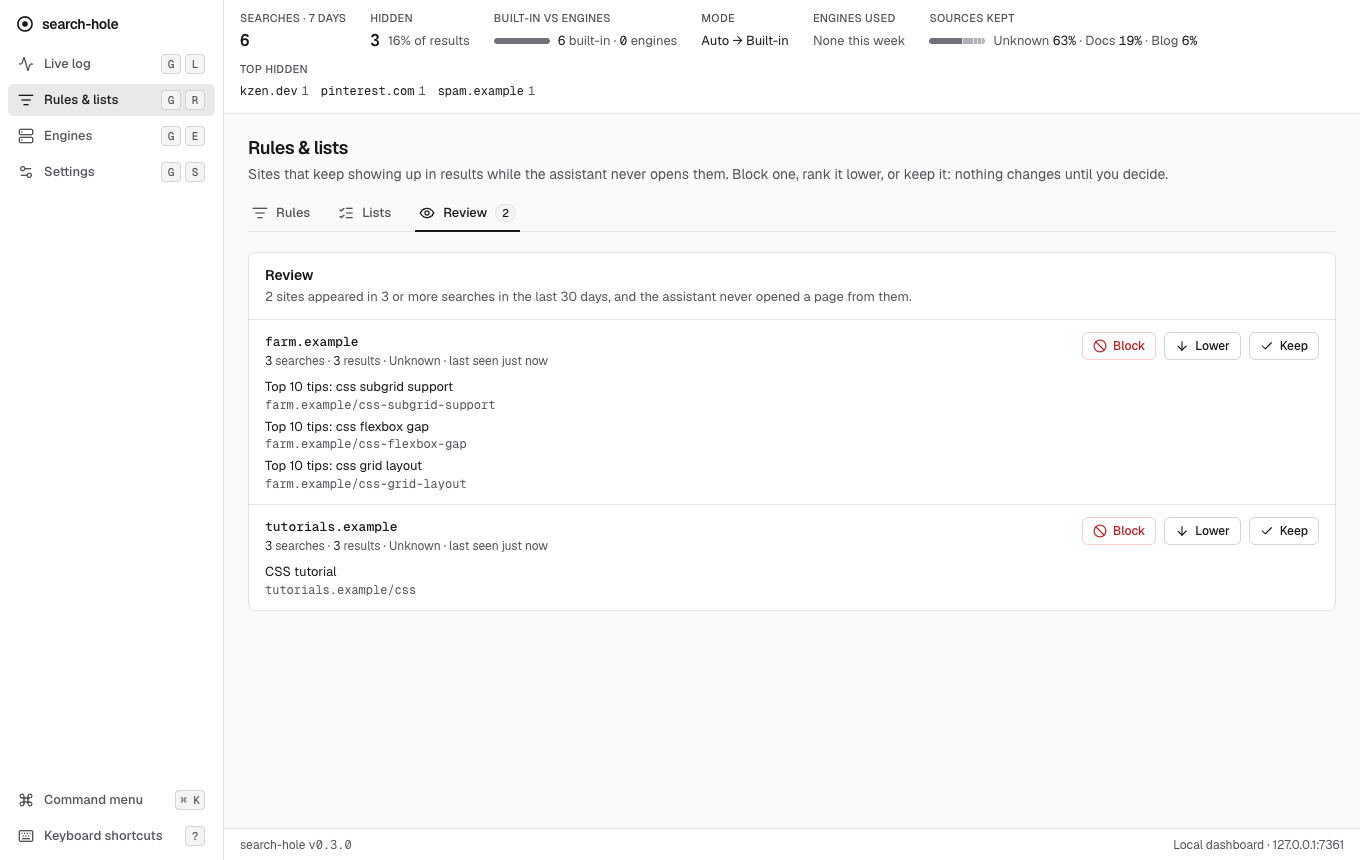 search-hole
Live log G L
Rules & lists G R
Engines G E
Settings G S
Command menu ⌘ K
Keyboard shortcuts ?
SEARCHES · 7 DAYS
6
HIDDEN
3 16% of results
BUILT-IN VS ENGINES
6 built-in · 0 engines
MODE
Auto → Built-in
ENGINES USED
None this week
SOURCES KEPT
Unknown 63% · Docs 19% · Blog 6%
TOP HIDDEN
kzen.dev 1 pinterest.com 1 spam.example 1
Rules & lists
Sites that keep showing up in results while the assistant never opens them. Block one, rank it lower, or keep it: nothing changes until you decide.
Rules Lists Review 2
Review
2 sites appeared in 3 or more searches in the last 30 days, and the assistant never opened a page from them.
farm.example
Block Lower Keep
3 searches · 3 results · Unknown · last seen just now
Top 10 tips: css subgrid support
farm.example/css-subgrid-support
Top 10 tips: css flexbox gap
farm.example/css-flexbox-gap
Top 10 tips: css grid layout
farm.example/css-grid-layout
tutorials.example
Block Lower Keep
3 searches · 3 results · Unknown · last seen just now
CSS tutorial
tutorials.example/css
search-hole v0.3.0
Local dashboard · 127.0.0.1:7361